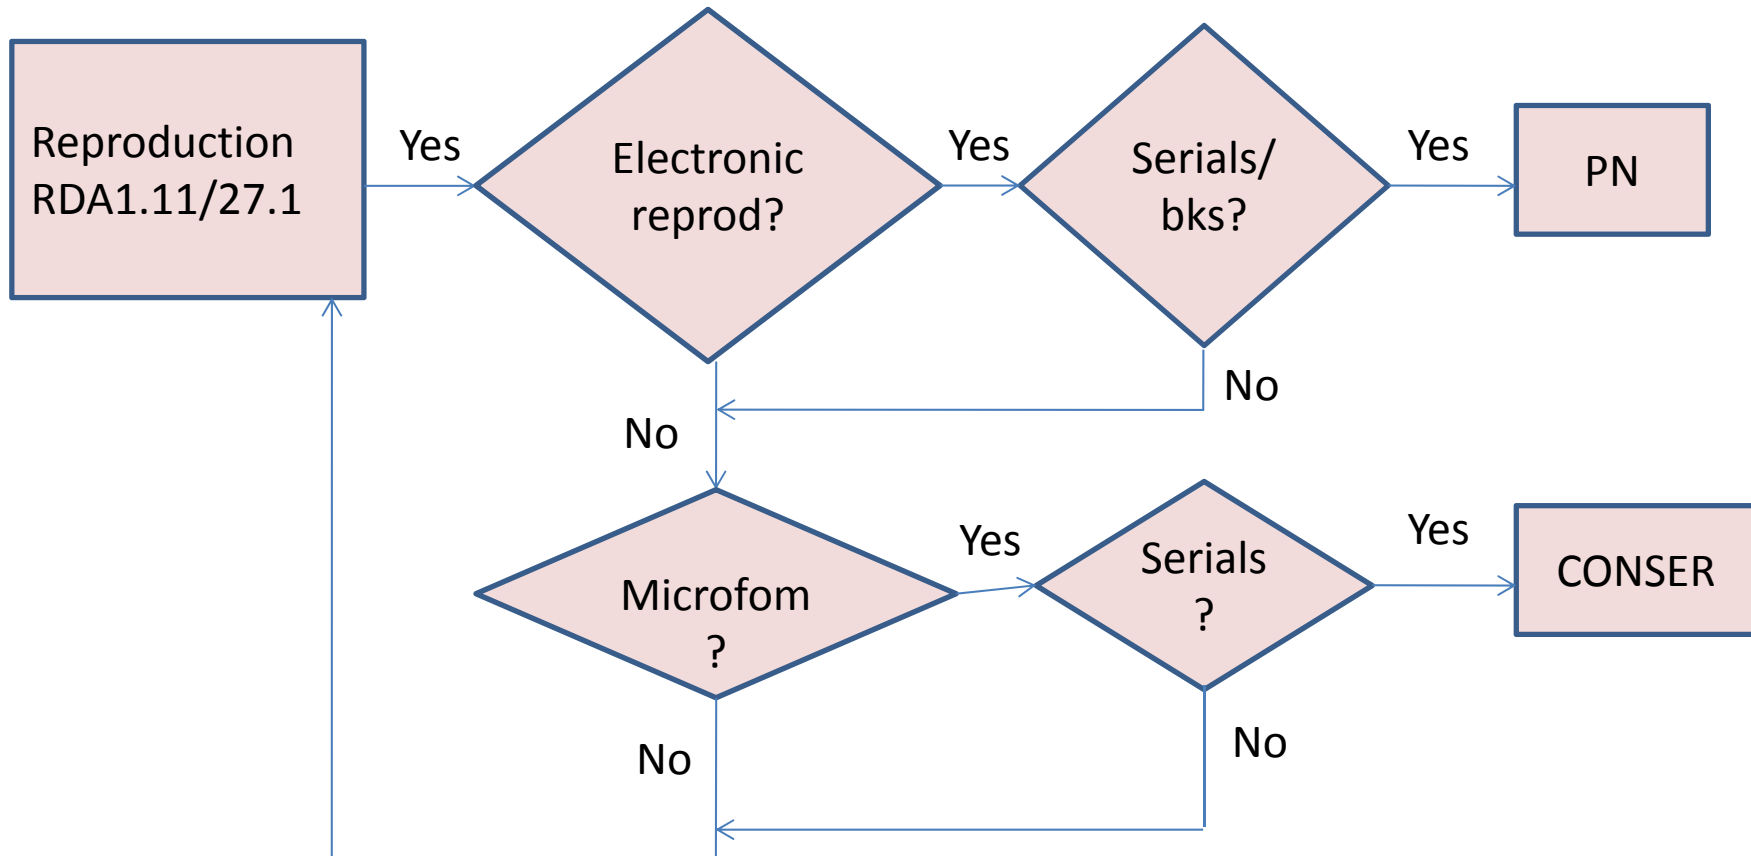 Reproduction
RDA1.11/27.1
Yes
Electronic
reprod?
Yes
Serials/
bks?
Yes
PN
No
No
Microfom
?
Yes
Serials
?
Yes
CONSER
No
No